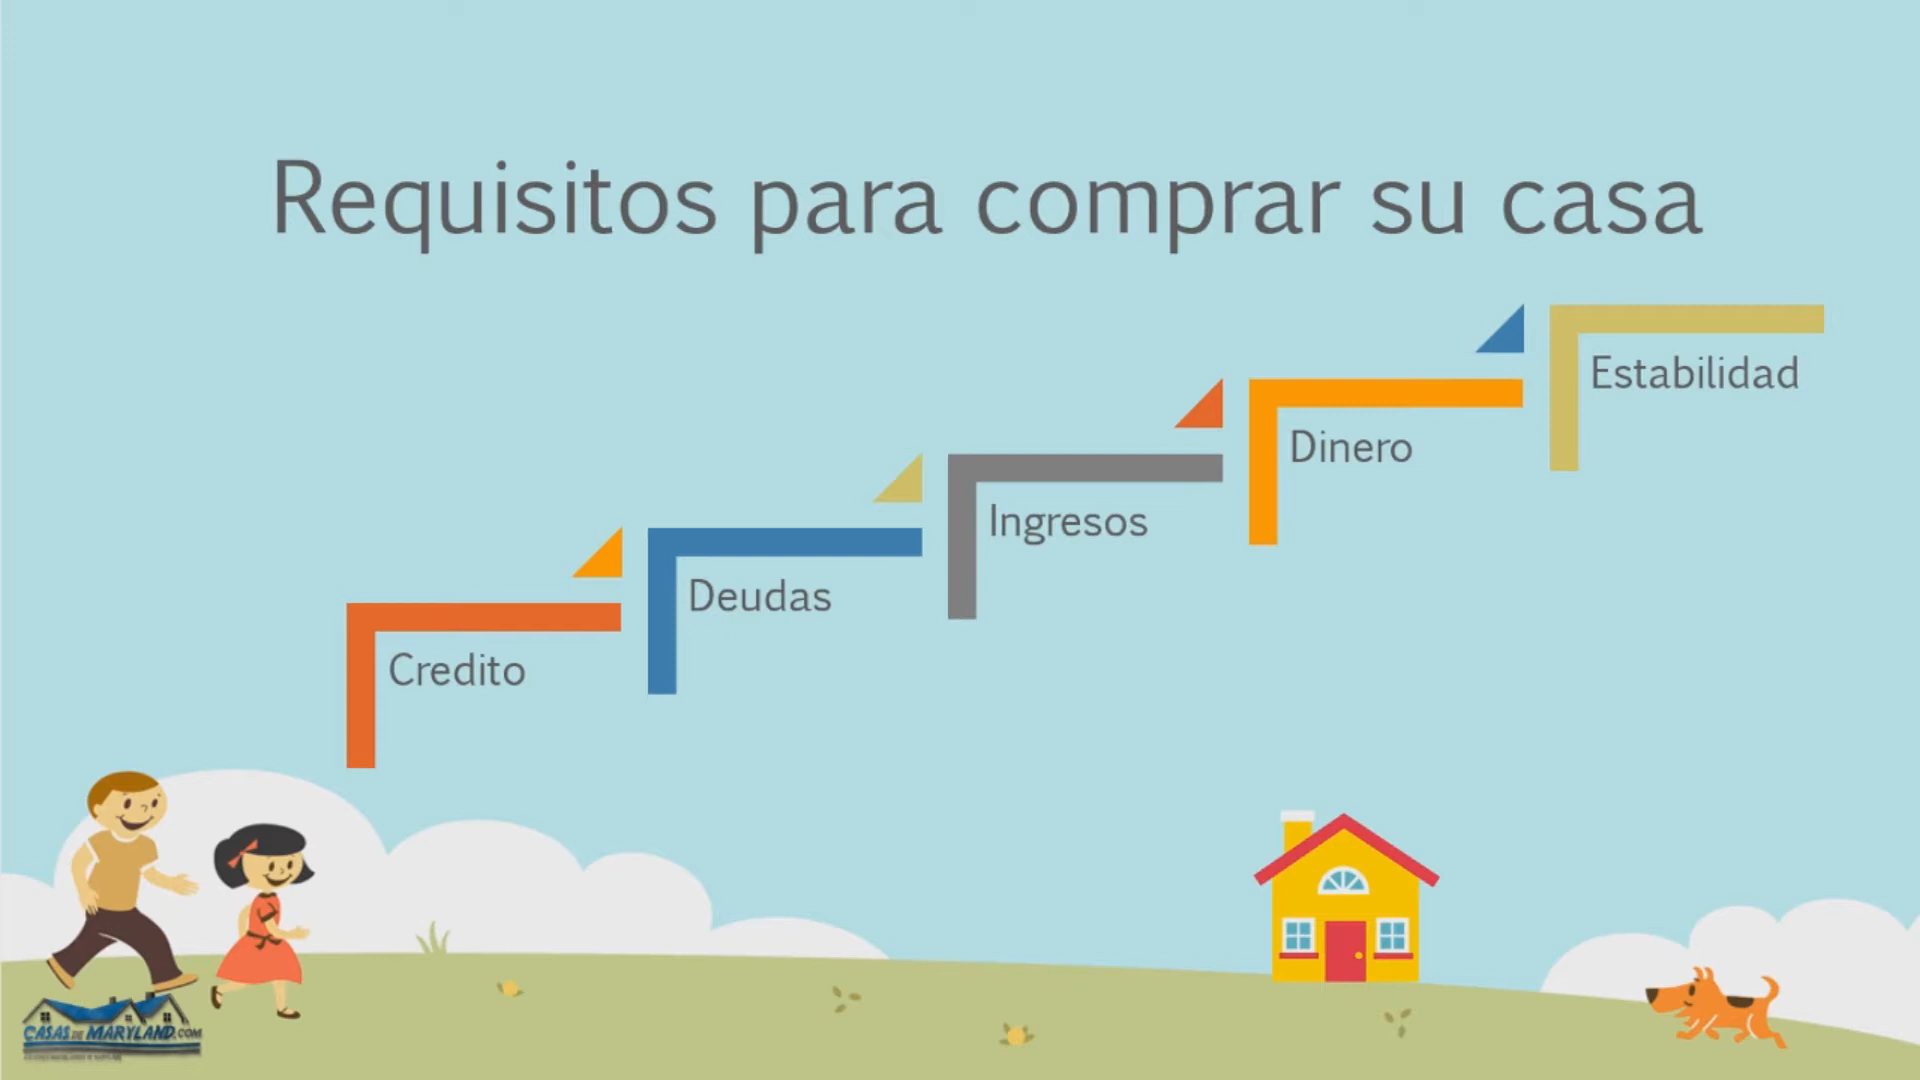 Requisitos para comprar su casa
Estabilidad
Dinero
Ingresos
Deudas
Credito
CASAS DE MARYLAND.COM